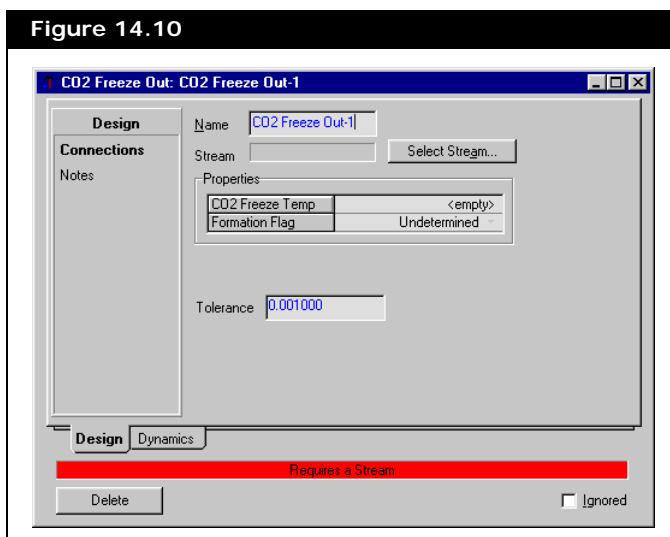 Figure 14.10
CO2 Freeze Out: CO2 Freeze Out-1
Design
Connections
Notes
Name CO2 Freeze Out-1
Stream Select Stream...
Properties
CO2 Freeze Temp <empty>
Formation Flag Undetermined
Tolerance 0.001000
Design Dynamics
Requires a Stream
Delete Ignored